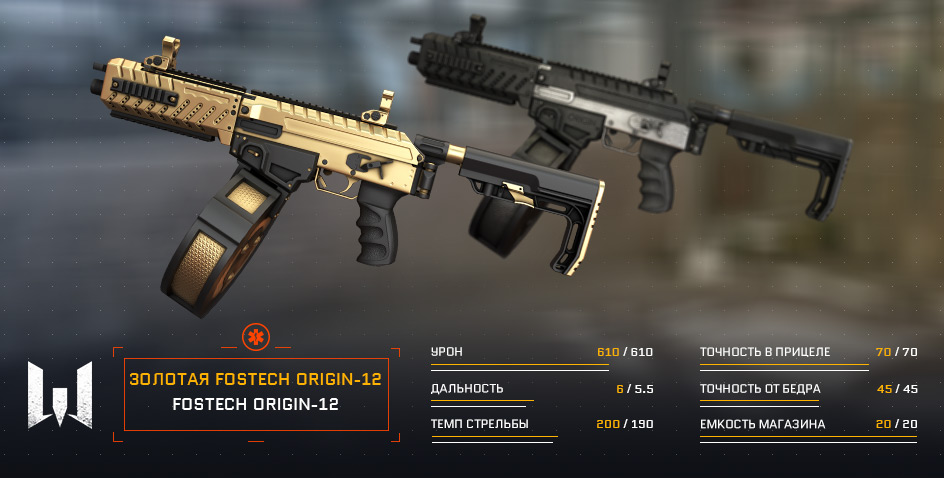 ЗОЛОТАЯ FOSTECH ORIGIN-12
FOSTECH ORIGIN-12
УРОН 610 / 610
ДАЛЬНОСТЬ 6 / 5.5
ТЕМП СТРЕЛЬБЫ 200 / 190
ТОЧНОСТЬ В ПРИЦЕЛЕ 70 / 70
ТОЧНОСТЬ ОТ БЕДРА 45 / 45
ЕМКОСТЬ МАГАЗИНА 20 / 20